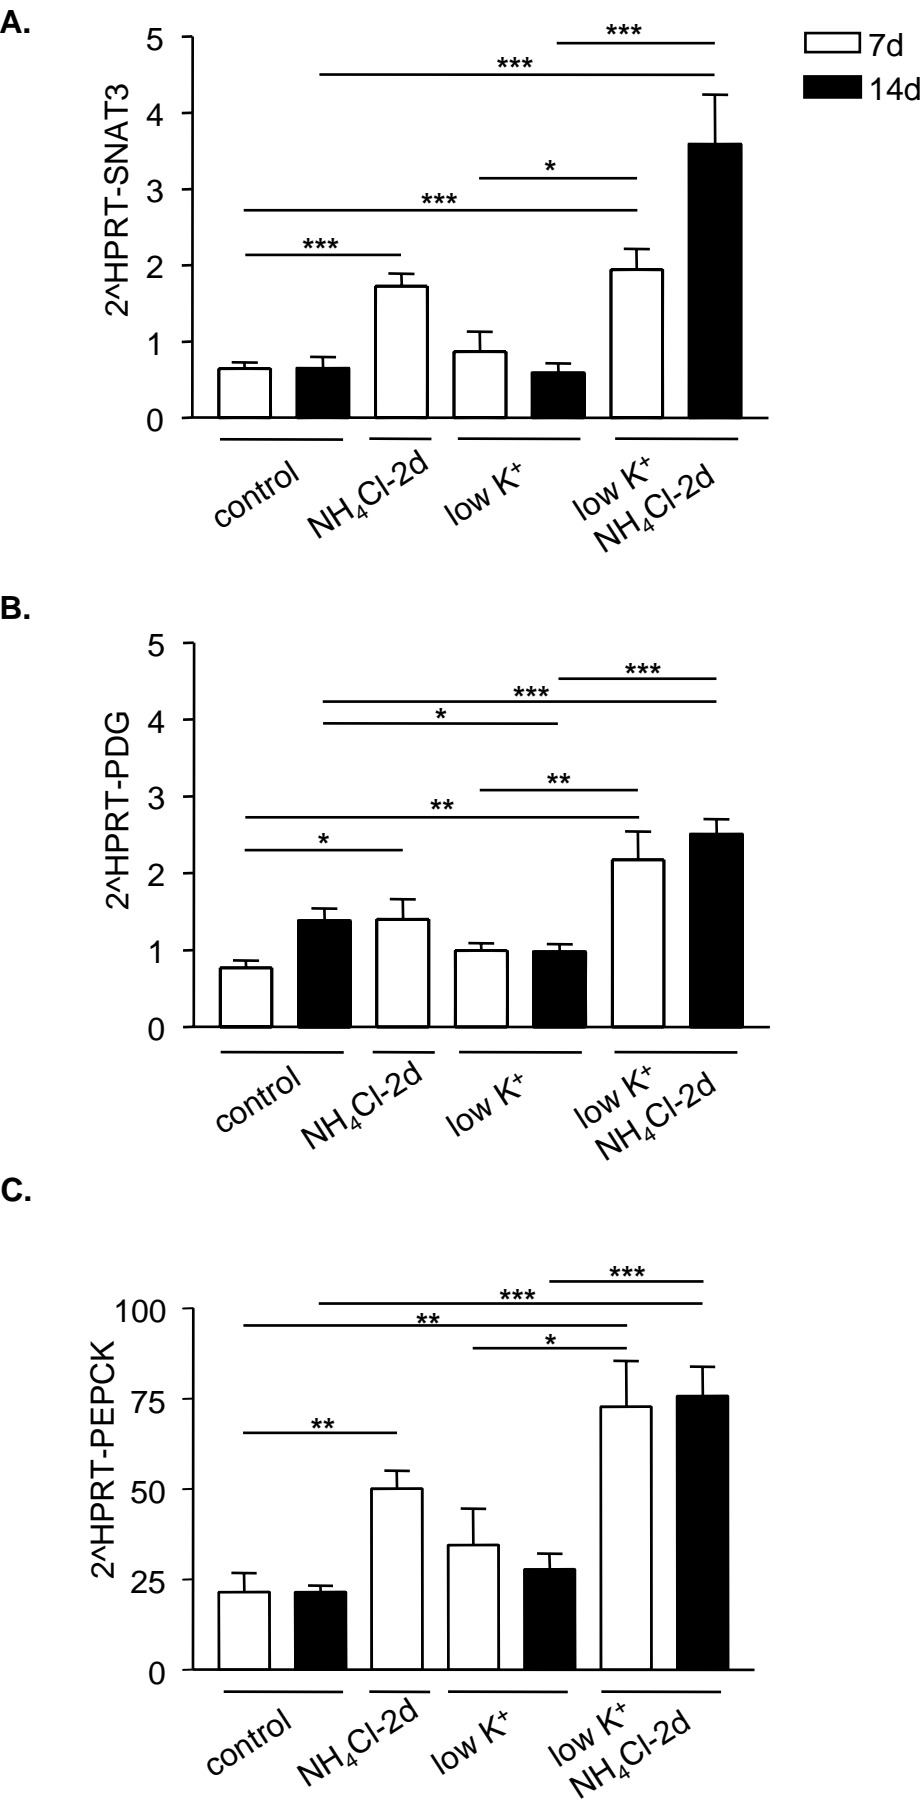 A.
7d
14d
2^HPRT-SNAT3
5
4
3
2
1
0
***
***
*
***
***
control
NH₄Cl-2d
low K⁺
low K⁺
NH₄Cl-2d
B.
2^HPRT-PDG
5
4
3
2
1
0
***
***
*
**
**
*
control
NH₄Cl-2d
low K⁺
low K⁺
NH₄Cl-2d
C.
2^HPRT-PEPCK
100
75
50
25
0
***
***
**
*
**
control
NH₄Cl-2d
low K⁺
low K⁺
NH₄Cl-2d